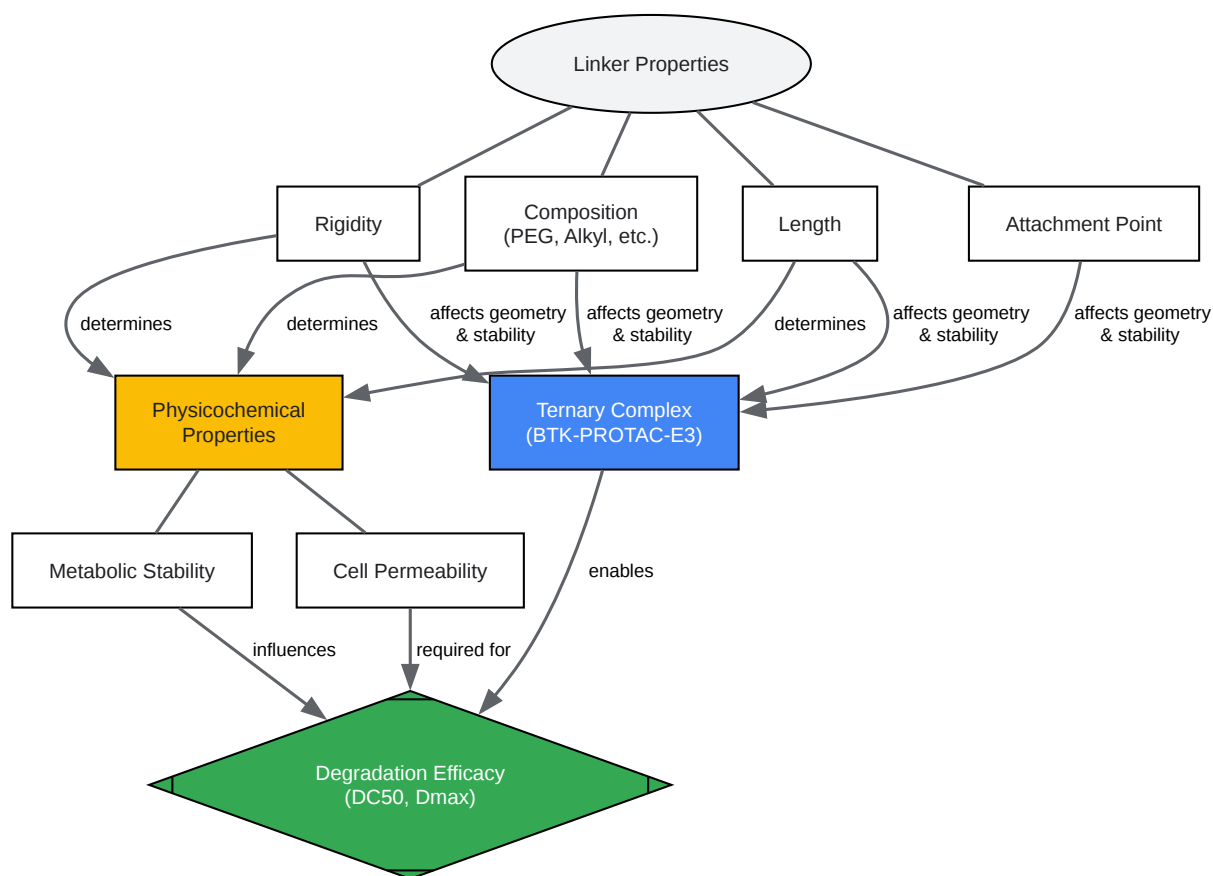 Linker Properties
Rigidity
Composition
(PEG, Alkyl, etc.)
Length
Attachment Point
determines
determines
affects geometry
& stability
affects geometry
& stability
determines
affects geometry
& stability
affects geometry
& stability
Physicochemical
Properties
Ternary Complex
(BTK-PROTAC-E3)
Metabolic Stability
Cell Permeability
enables
influences
required for
Degradation Efficacy
(DC50, Dmax)